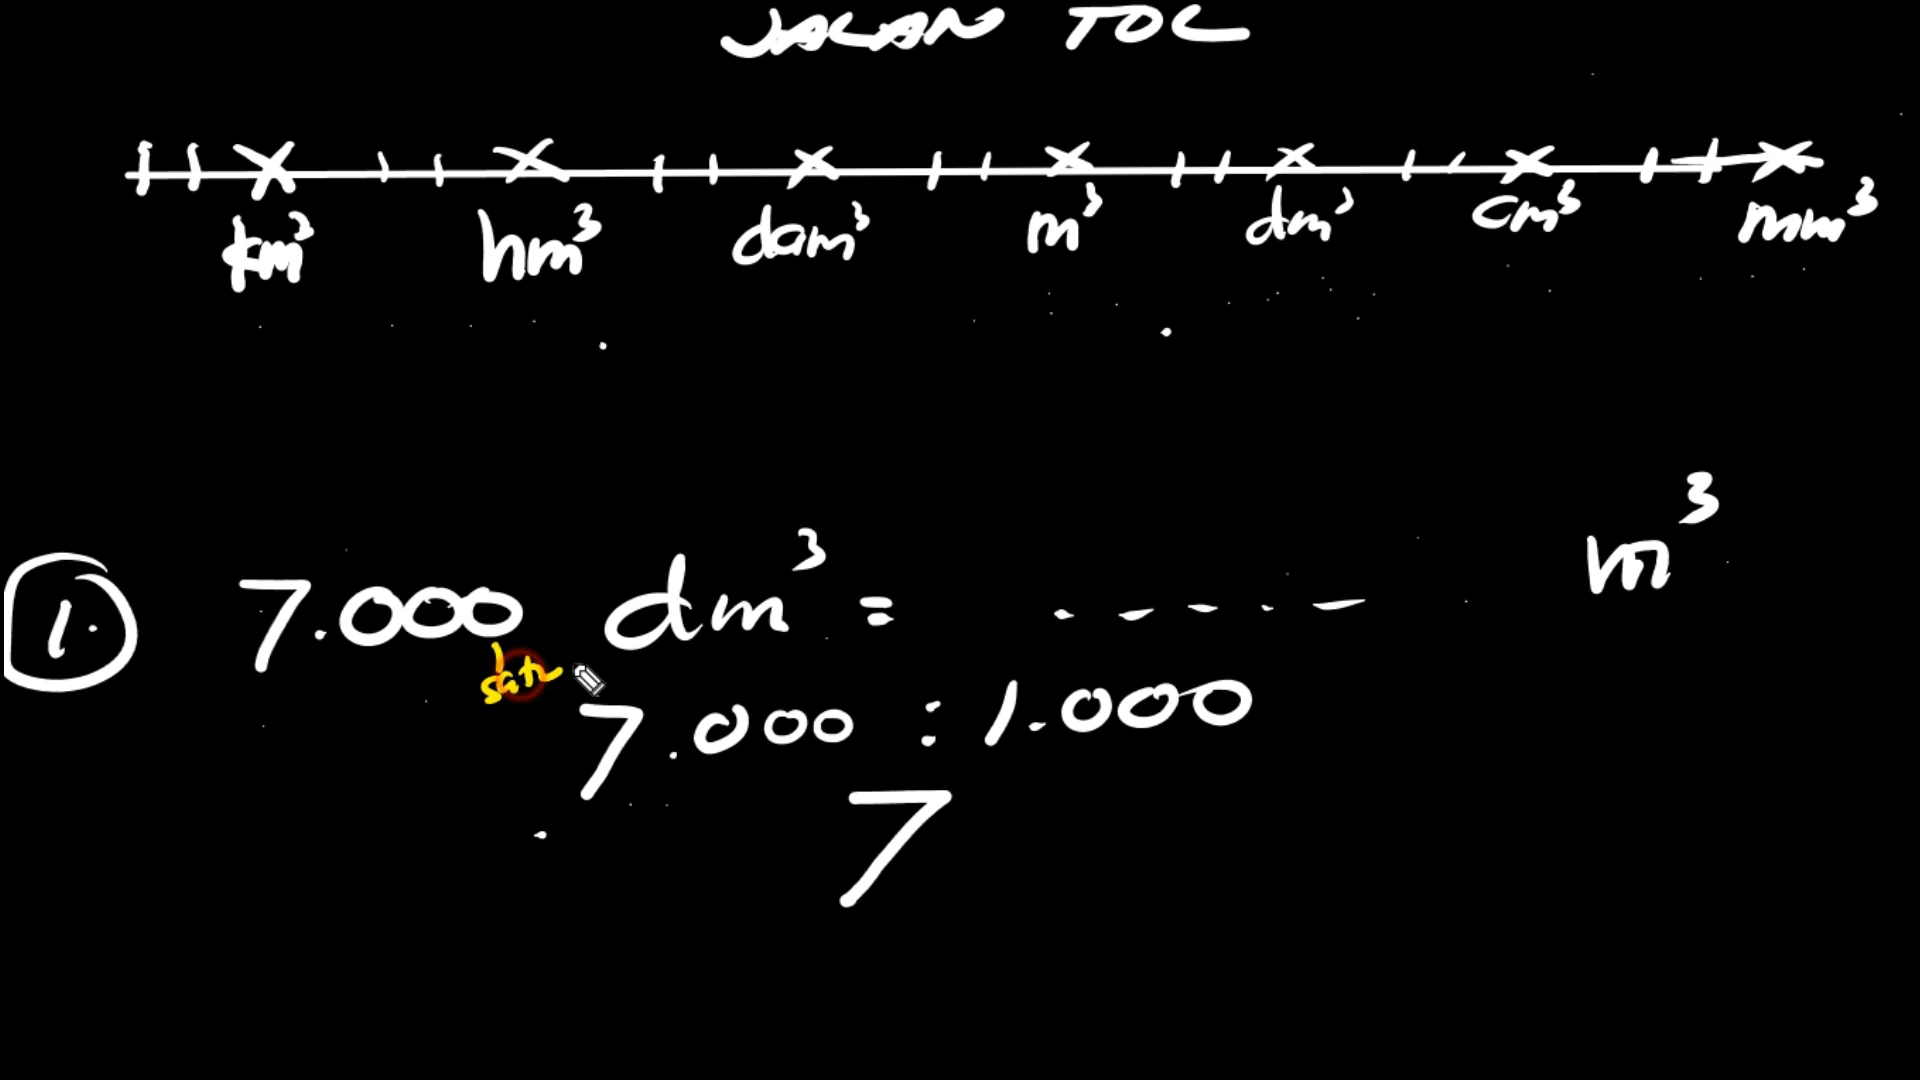 JALAN TOL
km³ hm³ dam³ m³ dm³ cm³ mm³
1. 7.000 dm³ = . - - . - m³
satu
7.000 : 1.000
7